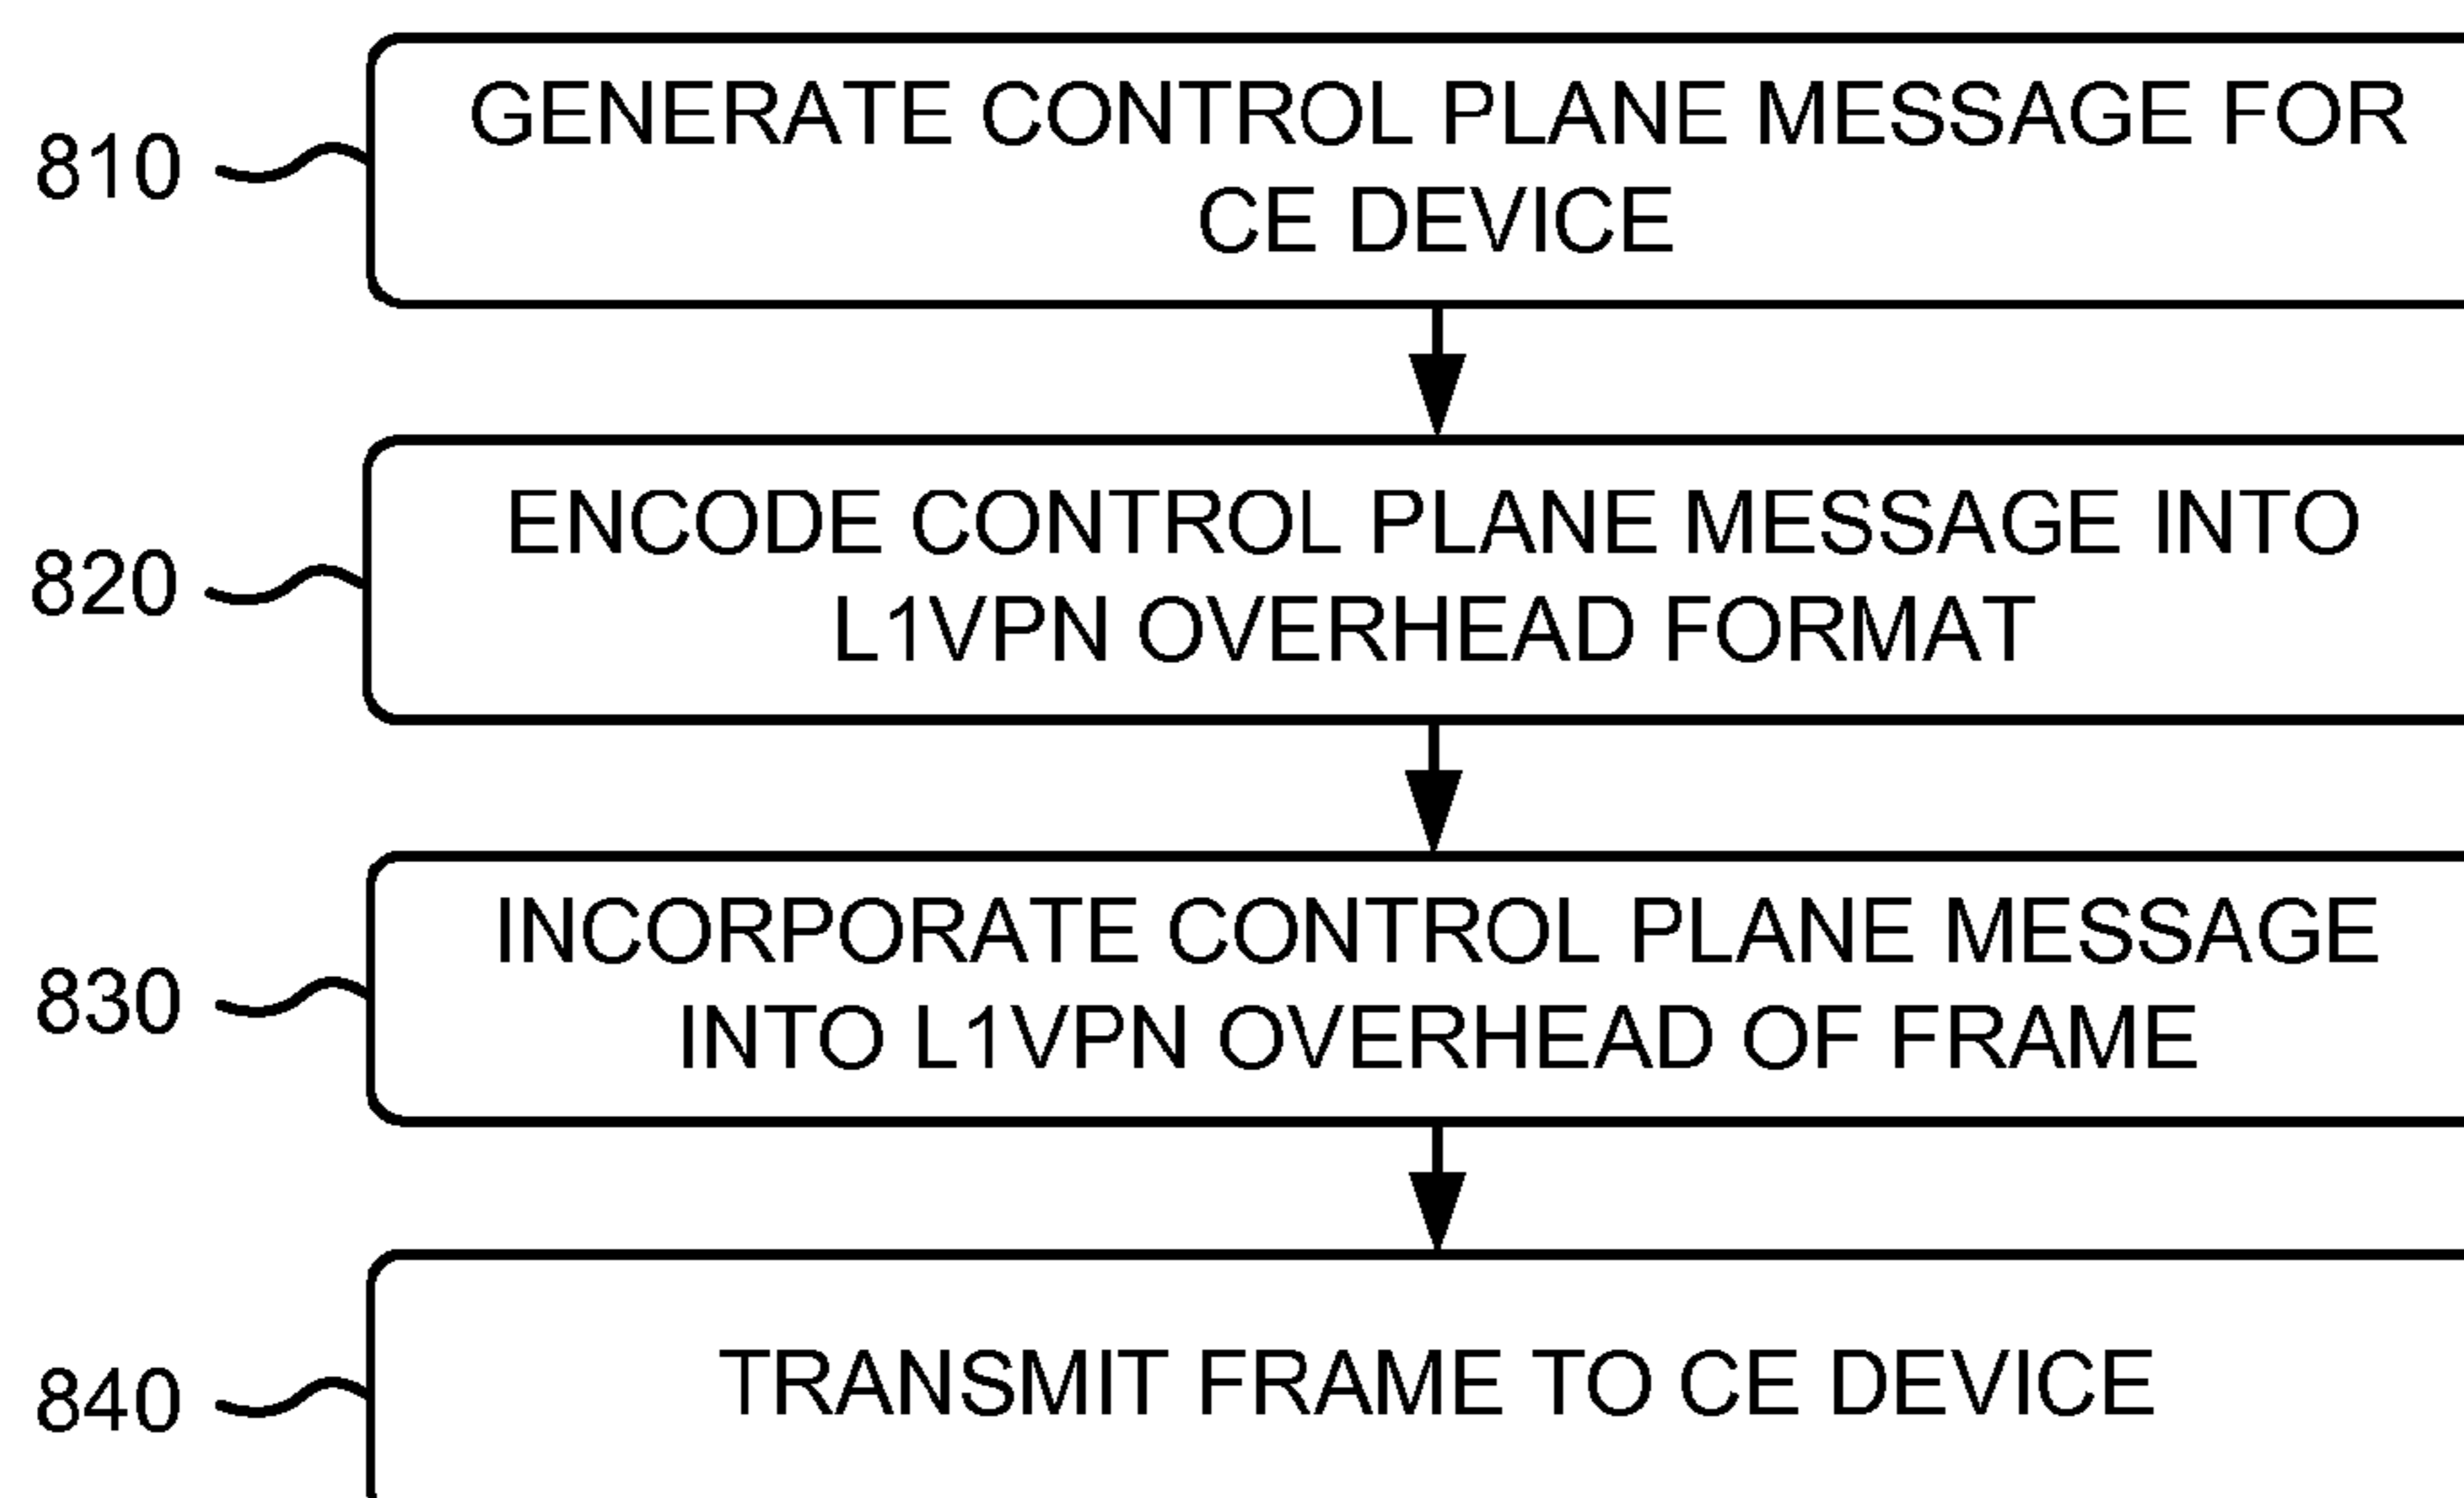 810
GENERATE CONTROL PLANE MESSAGE FOR
CE DEVICE
820
ENCODE CONTROL PLANE MESSAGE INTO
L1VPN OVERHEAD FORMAT
830
INCORPORATE CONTROL PLANE MESSAGE
INTO L1VPN OVERHEAD OF FRAME
840
TRANSMIT FRAME TO CE DEVICE